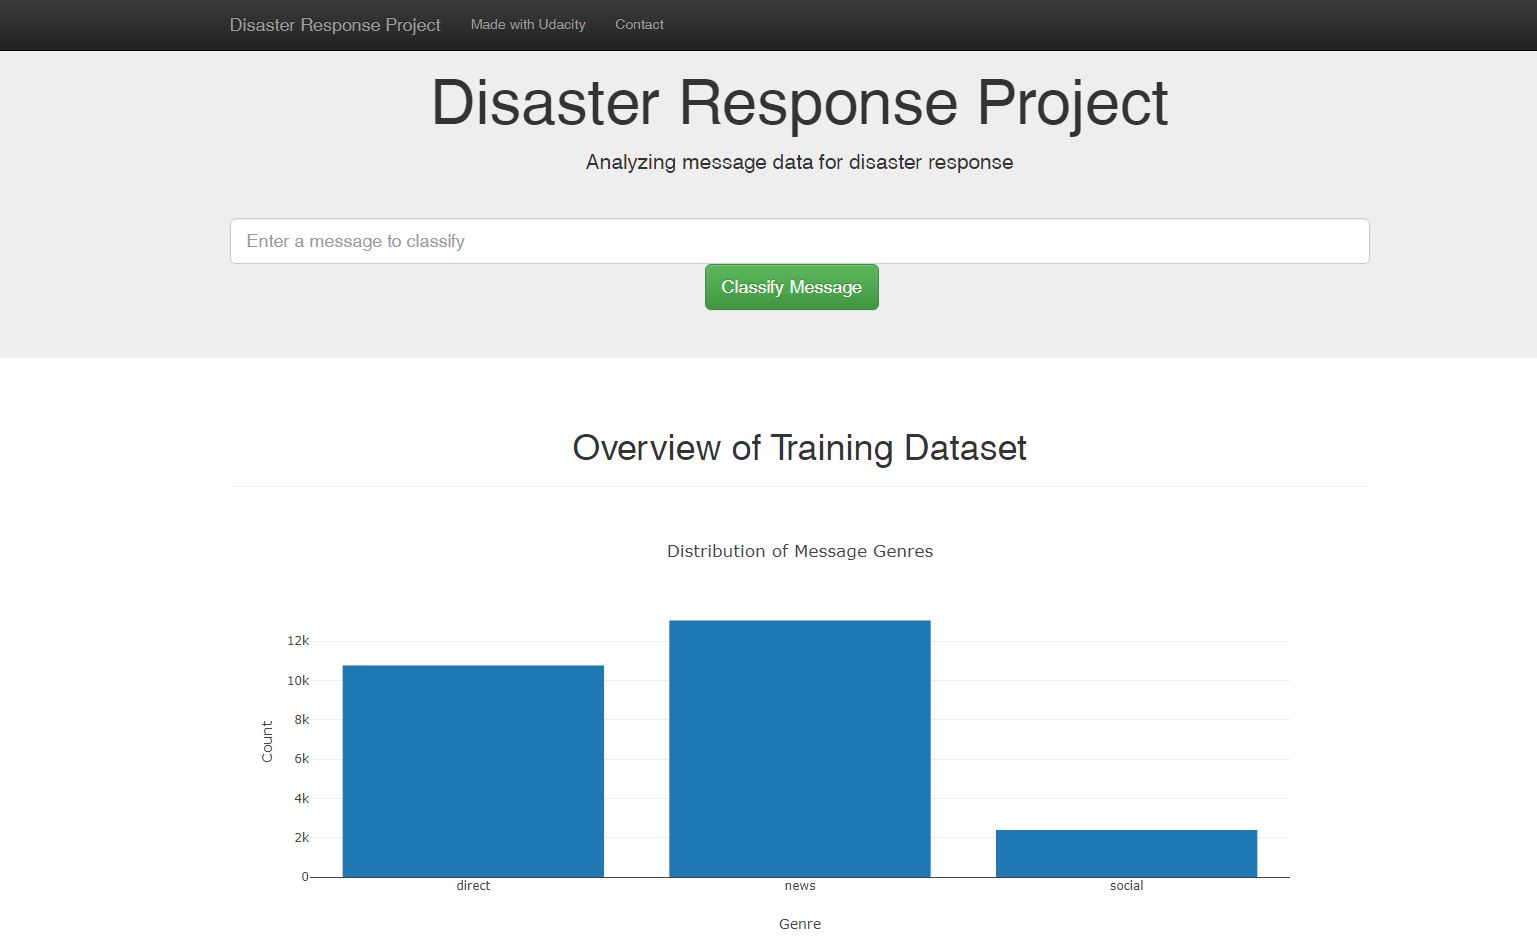 Disaster Response Project Made with Udacity Contact
Disaster Response Project
Analyzing message data for disaster response
Enter a message to classify
Classify Message
Overview of Training Dataset
Distribution of Message Genres
12k
10k
8k
6k
4k
2k
0
Count
direct news social
Genre